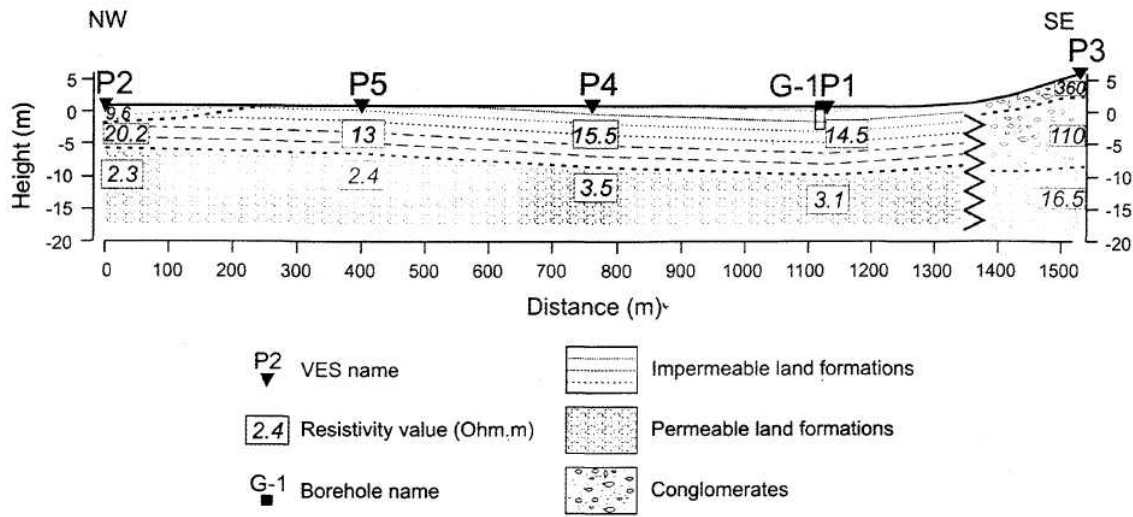 NW SE
P2 P5 P4 G-1P1 P3
5 5
0 0
-5 -5
-10 -10
-15 -15
-20 -20
Height (m)
9.6 360
20.2 13 15.5 14.5 110
2.3 2.4 3.5 3.1 16.5
0 100 200 300 400 500 600 700 800 900 1000 1100 1200 1300 1400 1500
Distance (m)
P2 VES name
2.4 Resistivity value (Ohm.m)
G-1 Borehole name
Impermeable land formations
Permeable land formations
Conglomerates